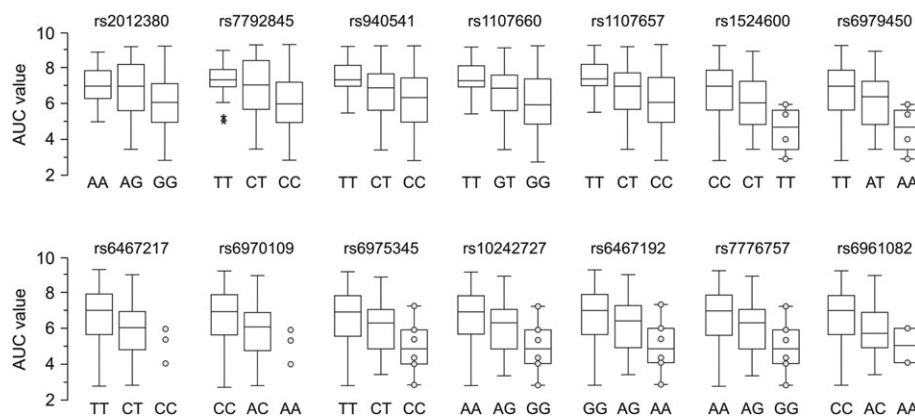 rs2012380 rs7792845 rs940541 rs1107660 rs1107657 rs1524600 rs6979450
10
8
6
4
2
AUC value
AA AG GG TT CT CC TT CT CC TT GT GG TT CT CC CC CT TT TT AT AA
rs6467217 rs6970109 rs6975345 rs10242727 rs6467192 rs7776757 rs6961082
10
8
6
4
2
AUC value
TT CT CC CC AC AA TT CT CC AA AG GG GG AG AA AA AG GG CC AC AA